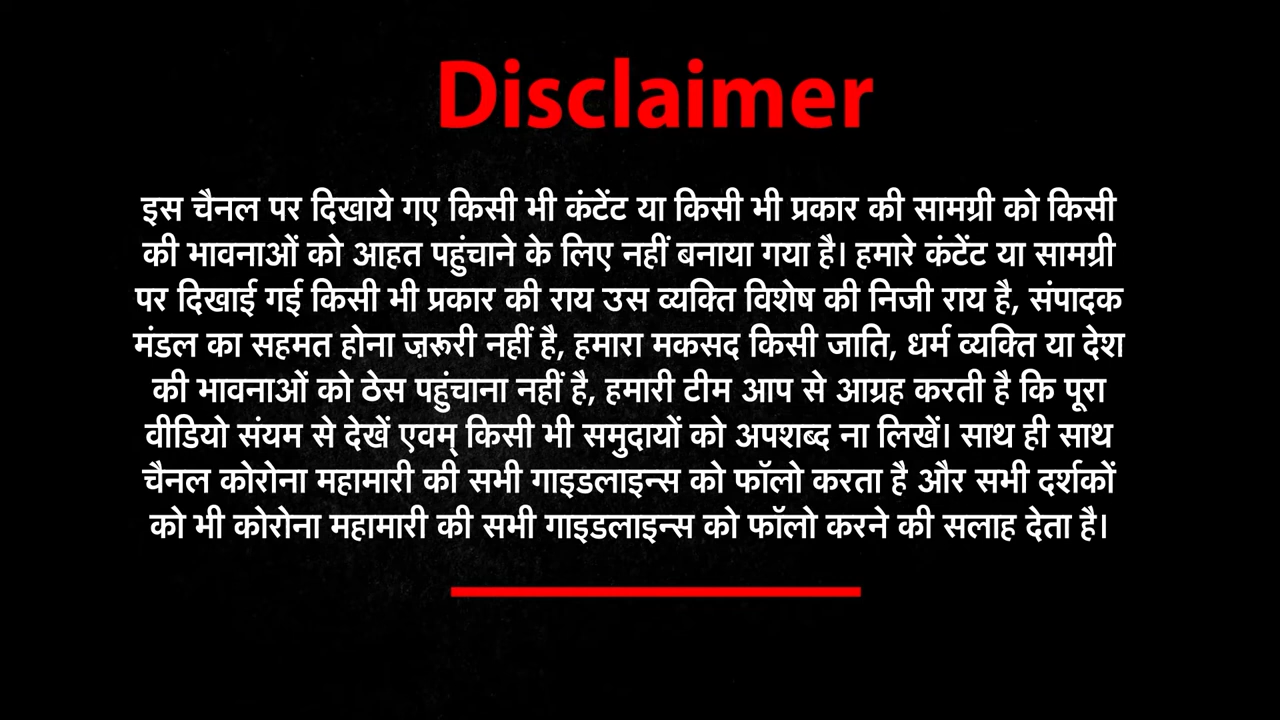 Disclaimer
इस चैनल पर दिखाये गए किसी भी कंटेंट या किसी भी प्रकार की सामग्री को किसी
की भावनाओं को आहत पहुंचाने के लिए नहीं बनाया गया है। हमारे कंटेंट या सामग्री
पर दिखाई गई किसी भी प्रकार की राय उस व्यक्ति विशेष की निजी राय है, संपादक
मंडल का सहमत होना ज़रूरी नहीं है, हमारा मकसद किसी जाति, धर्म व्यक्ति या देश
की भावनाओं को ठेस पहुंचाना नहीं है, हमारी टीम आप से आग्रह करती है कि पूरा
वीडियो संयम से देखें एवम् किसी भी समुदायों को अपशब्द ना लिखें। साथ ही साथ
चैनल कोरोना महामारी की सभी गाइडलाइन्स को फॉलो करता है और सभी दर्शकों
को भी कोरोना महामारी की सभी गाइडलाइन्स को फॉलो करने की सलाह देता है।